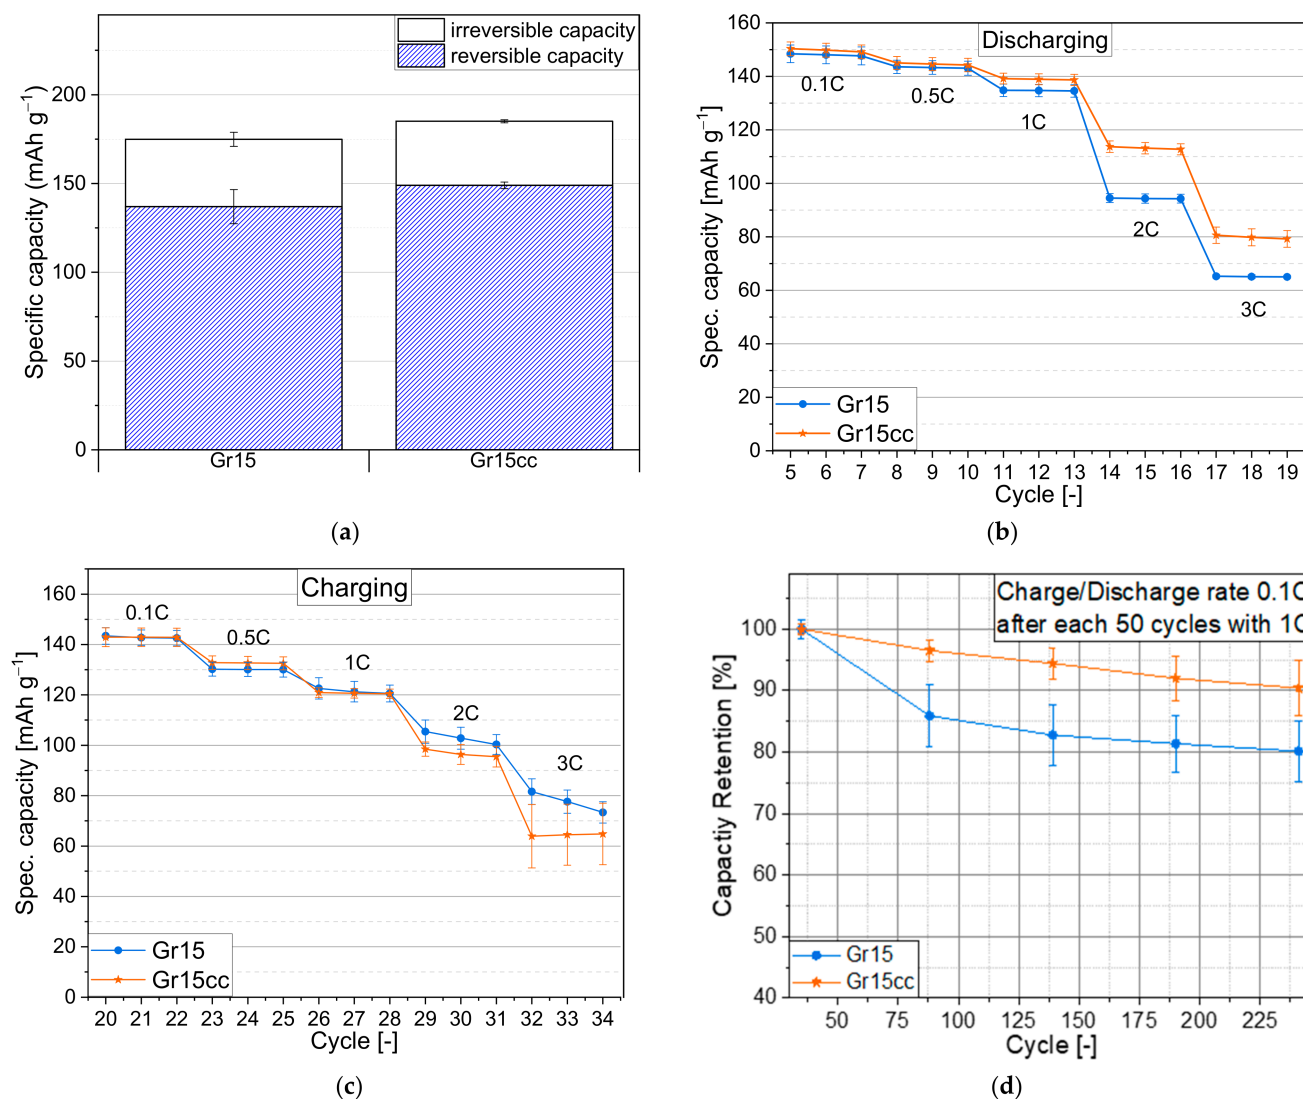 irreversible capacity
reversible capacity
Specific capacity (mAh g⁻¹)
200
150
100
50
0
Gr15
Gr15cc
(a)
Discharging
Spec. capacity [mAh g⁻¹]
160
140
120
100
80
60
40
20
0
0.1C
0.5C
1C
2C
3C
Gr15
Gr15cc
5 6 7 8 9 10 11 12 13 14 15 16 17 18 19
Cycle [-]
(b)
Charging
Spec. capacity [mAh g⁻¹]
160
140
120
100
80
60
40
20
0
0.1C
0.5C
1C
2C
3C
Gr15
Gr15cc
20 21 22 23 24 25 26 27 28 29 30 31 32 33 34
Cycle [-]
(c)
Charge/Discharge rate 0.1C
after each 50 cycles with 1C
Capactiy Retention [%]
100
90
80
70
60
50
40
Gr15
Gr15cc
50 75 100 125 150 175 200 225
Cycle [-]
(d)